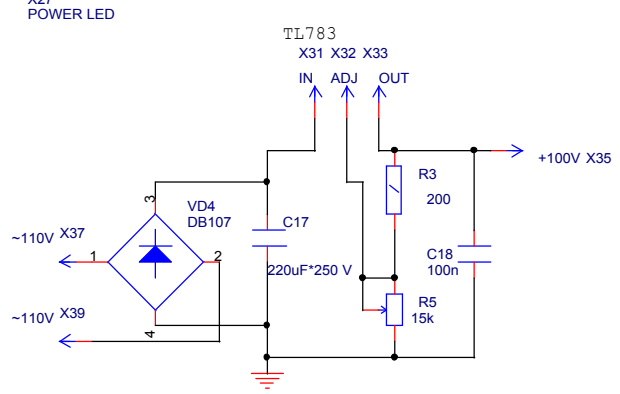 POWER LED
TL783
X31 X32 X33
IN ADJ OUT
+100V X35
R3
200
3
VD4
DB107
C17
~110V X37
1
2
C18
100n
220uF*250 V
R5
15k
~110V X39
4